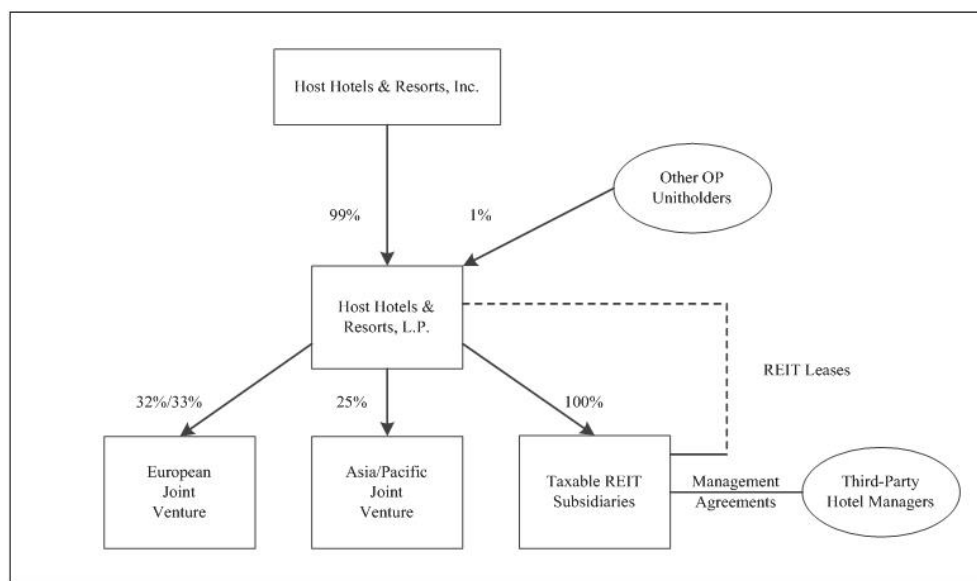 Host Hotels & Resorts, Inc.
Other OP
Unitholders
99%
1%
Host Hotels &
Resorts, L.P.
REIT Leases
32%/33%
25%
100%
European
Joint
Venture
Asia/Pacific
Joint
Venture
Taxable REIT
Subsidiaries
Management
Agreements
Third-Party
Hotel Managers